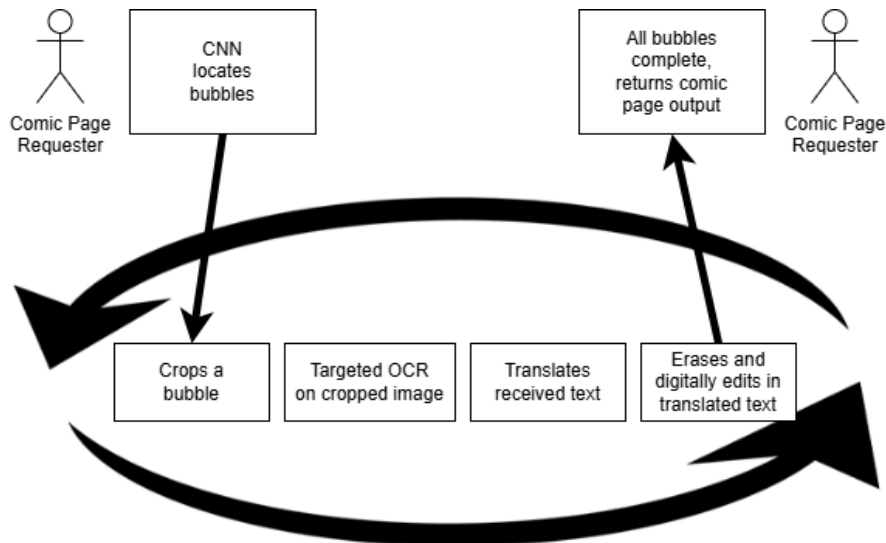 Comic Page
Requester
CNN
locates
bubbles
All bubbles
complete,
returns comic
page output
Comic Page
Requester
Crops a
bubble
Targeted OCR
on cropped image
Translates
received text
Erases and
digitally edits in
translated text